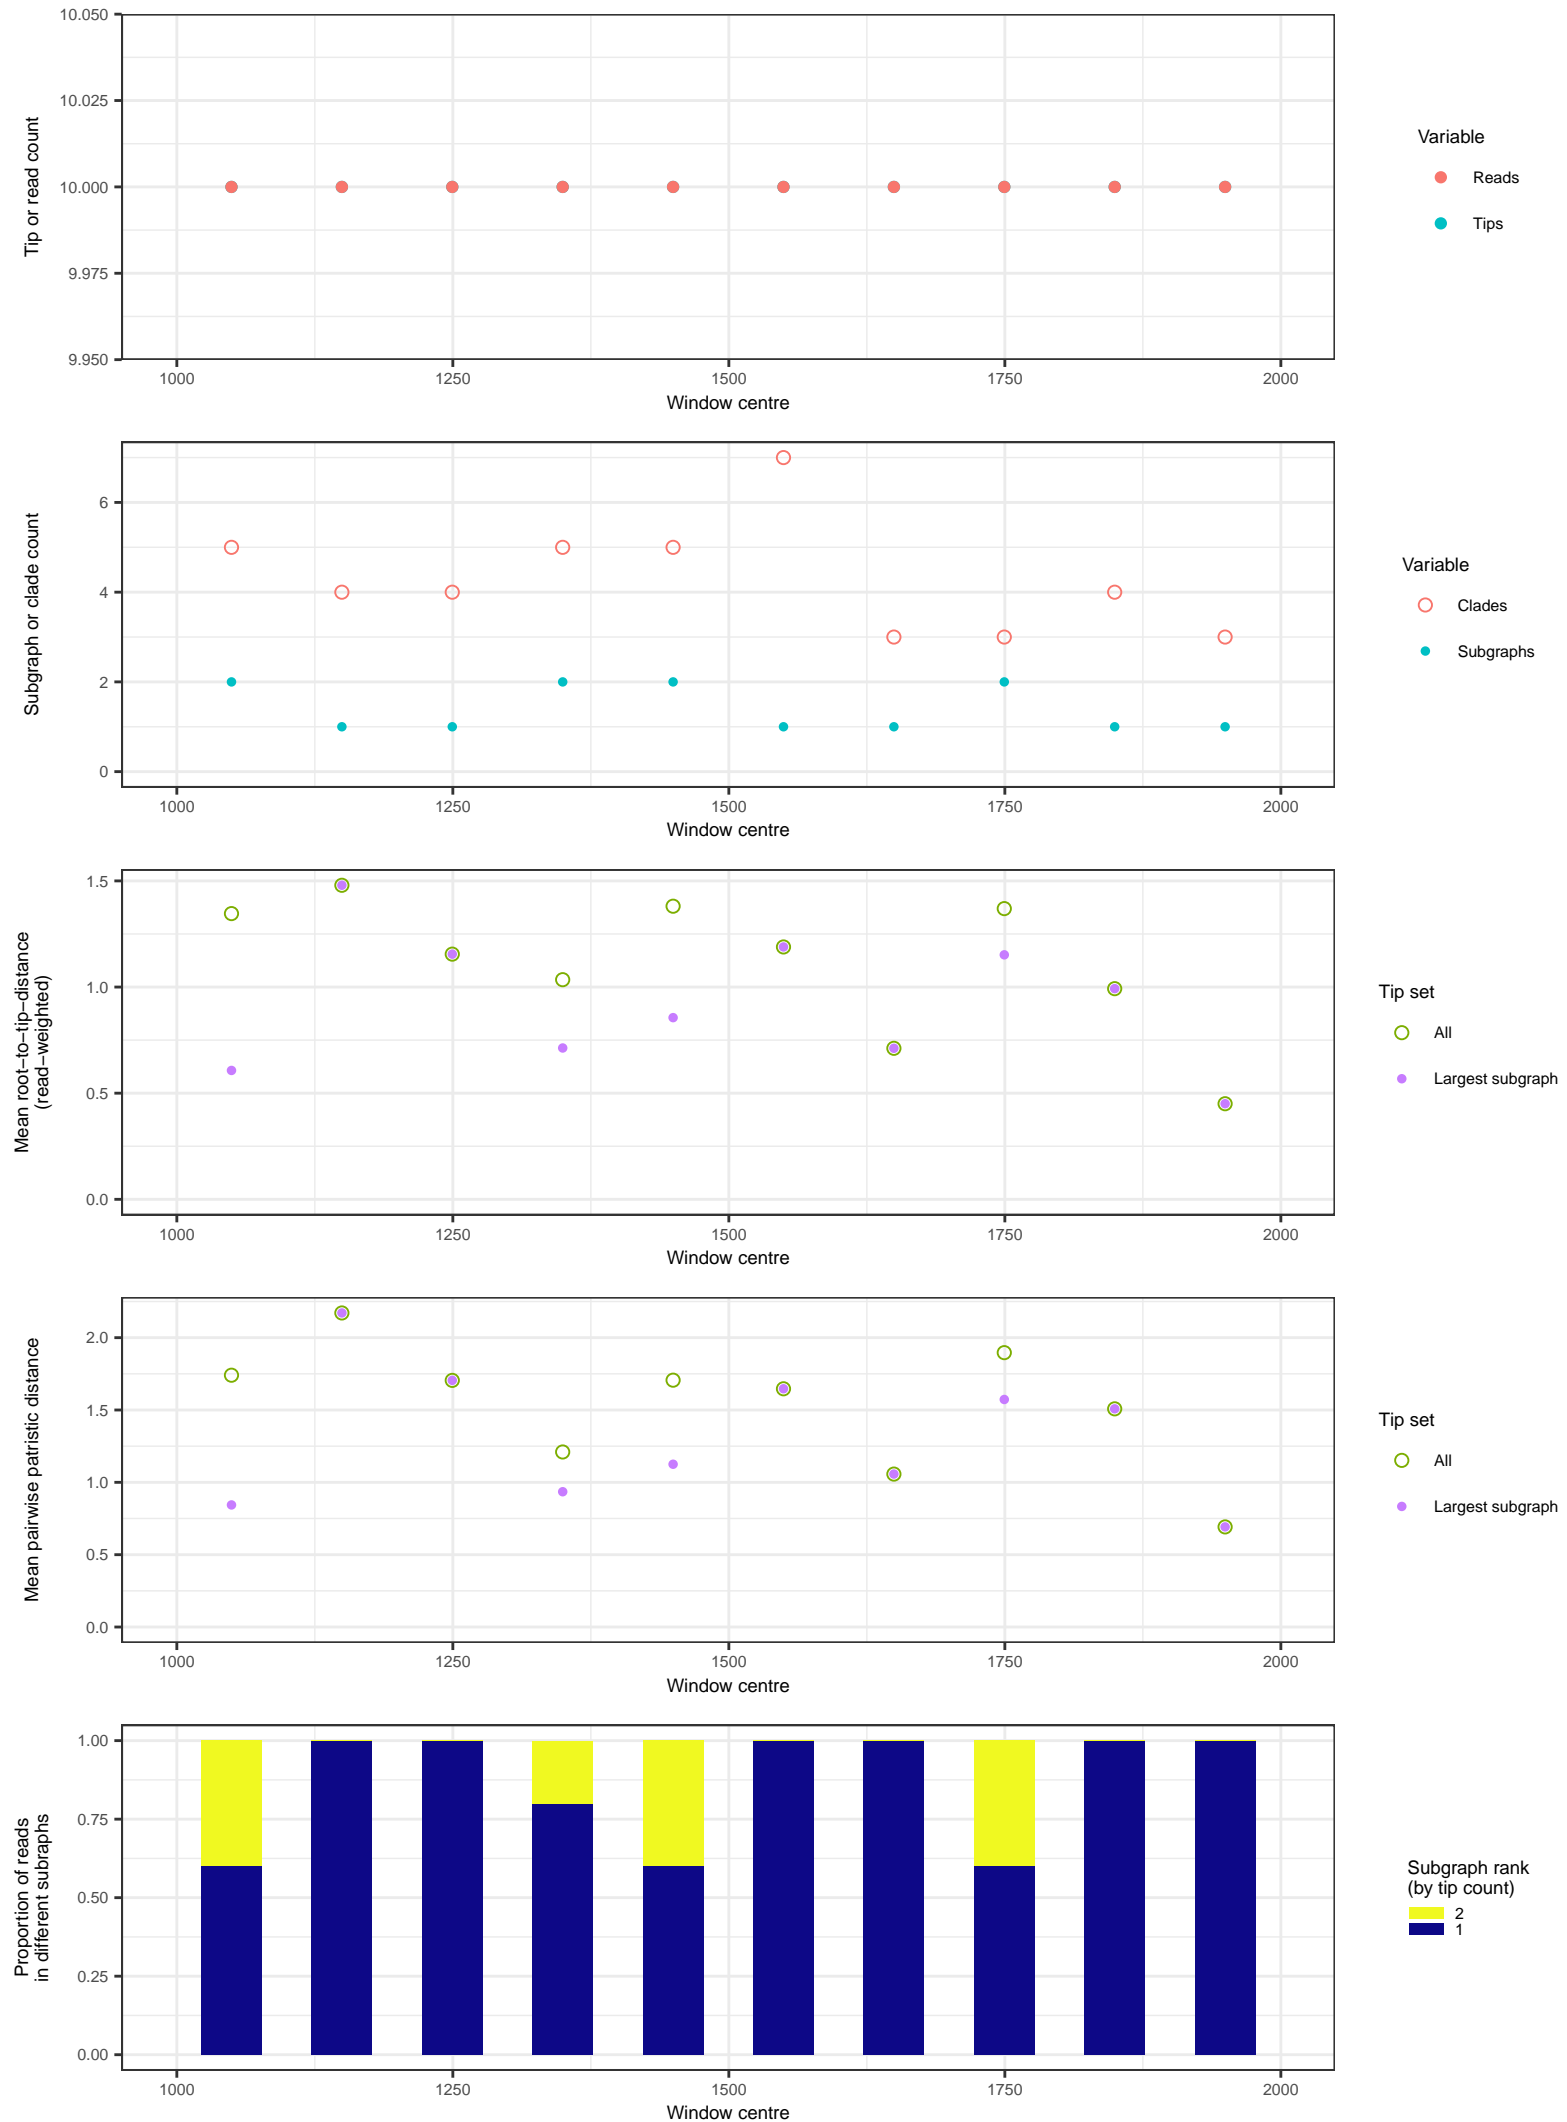 10.050
10.025
10.000
9.975
9.950
Tip or read count
1000 1250 1500 1750 2000
Window centre
Variable
Reads
Tips
6
4
2
0
Subgraph or clade count
1000 1250 1500 1750 2000
Window centre
Variable
Clades
Subgraphs
1.5
1.0
0.5
0.0
Mean root−to−tip−distance
(read−weighted)
1000 1250 1500 1750 2000
Window centre
Tip set
All
Largest subgraph
2.0
1.5
1.0
0.5
0.0
Mean pairwise patristic distance
1000 1250 1500 1750 2000
Window centre
Tip set
All
Largest subgraph
1.00
0.75
0.50
0.25
0.00
Proportion of reads
in different subraphs
1000 1250 1500 1750 2000
Window centre
Subgraph rank
(by tip count)
2
1